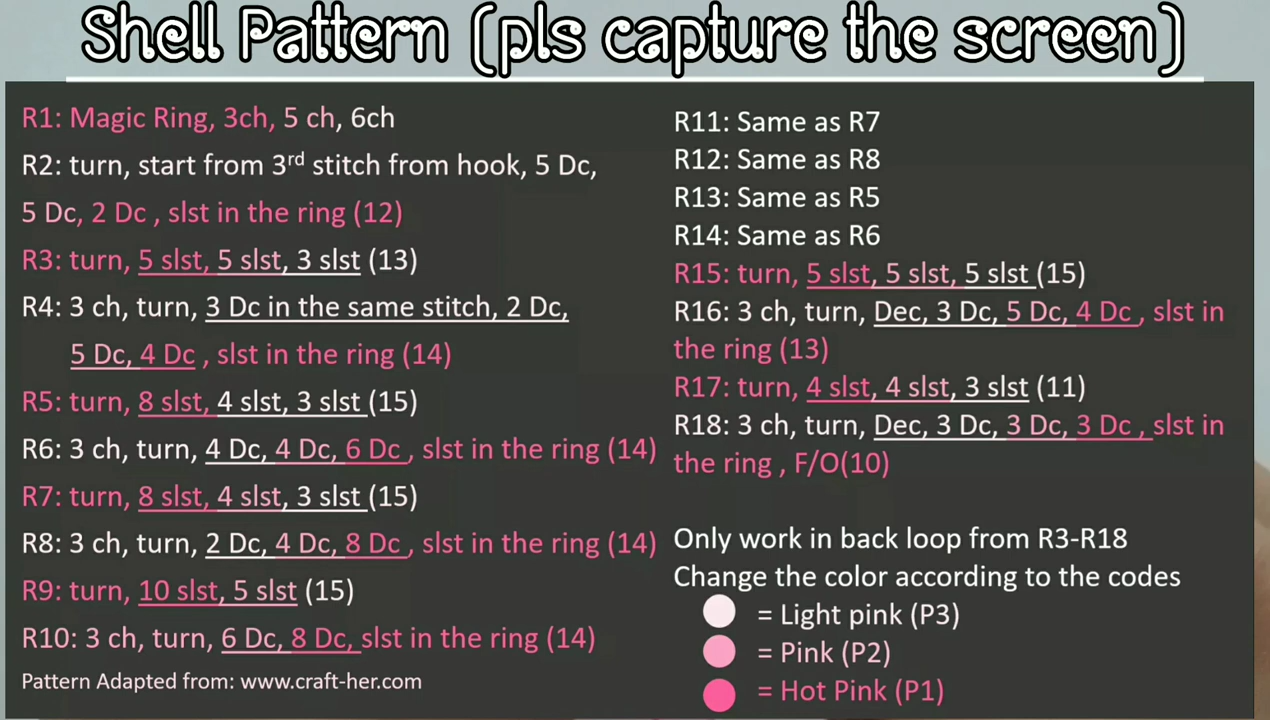 Shell Pattern (pls capture the screen)
R1: Magic Ring, 3ch, 5 ch, 6ch
R2: turn, start from 3rd stitch from hook, 5 Dc,
5 Dc, 2 Dc , slst in the ring (12)
R3: turn, 5 slst, 5 slst, 3 slst (13)
R4: 3 ch, turn, 3 Dc in the same stitch, 2 Dc,
5 Dc, 4 Dc , slst in the ring (14)
R5: turn, 8 slst, 4 slst, 3 slst (15)
R6: 3 ch, turn, 4 Dc, 4 Dc, 6 Dc , slst in the ring (14)
R7: turn, 8 slst, 4 slst, 3 slst (15)
R8: 3 ch, turn, 2 Dc, 4 Dc, 8 Dc , slst in the ring (14)
R9: turn, 10 slst, 5 slst (15)
R10: 3 ch, turn, 6 Dc, 8 Dc, slst in the ring (14)
Pattern Adapted from: www.craft-her.com
R11: Same as R7
R12: Same as R8
R13: Same as R5
R14: Same as R6
R15: turn, 5 slst, 5 slst, 5 slst (15)
R16: 3 ch, turn, Dec, 3 Dc, 5 Dc, 4 Dc , slst in
the ring (13)
R17: turn, 4 slst, 4 slst, 3 slst (11)
R18: 3 ch, turn, Dec, 3 Dc, 3 Dc, 3 Dc , slst in
the ring , F/O(10)
Only work in back loop from R3-R18
Change the color according to the codes
= Light pink (P3)
= Pink (P2)
= Hot Pink (P1)